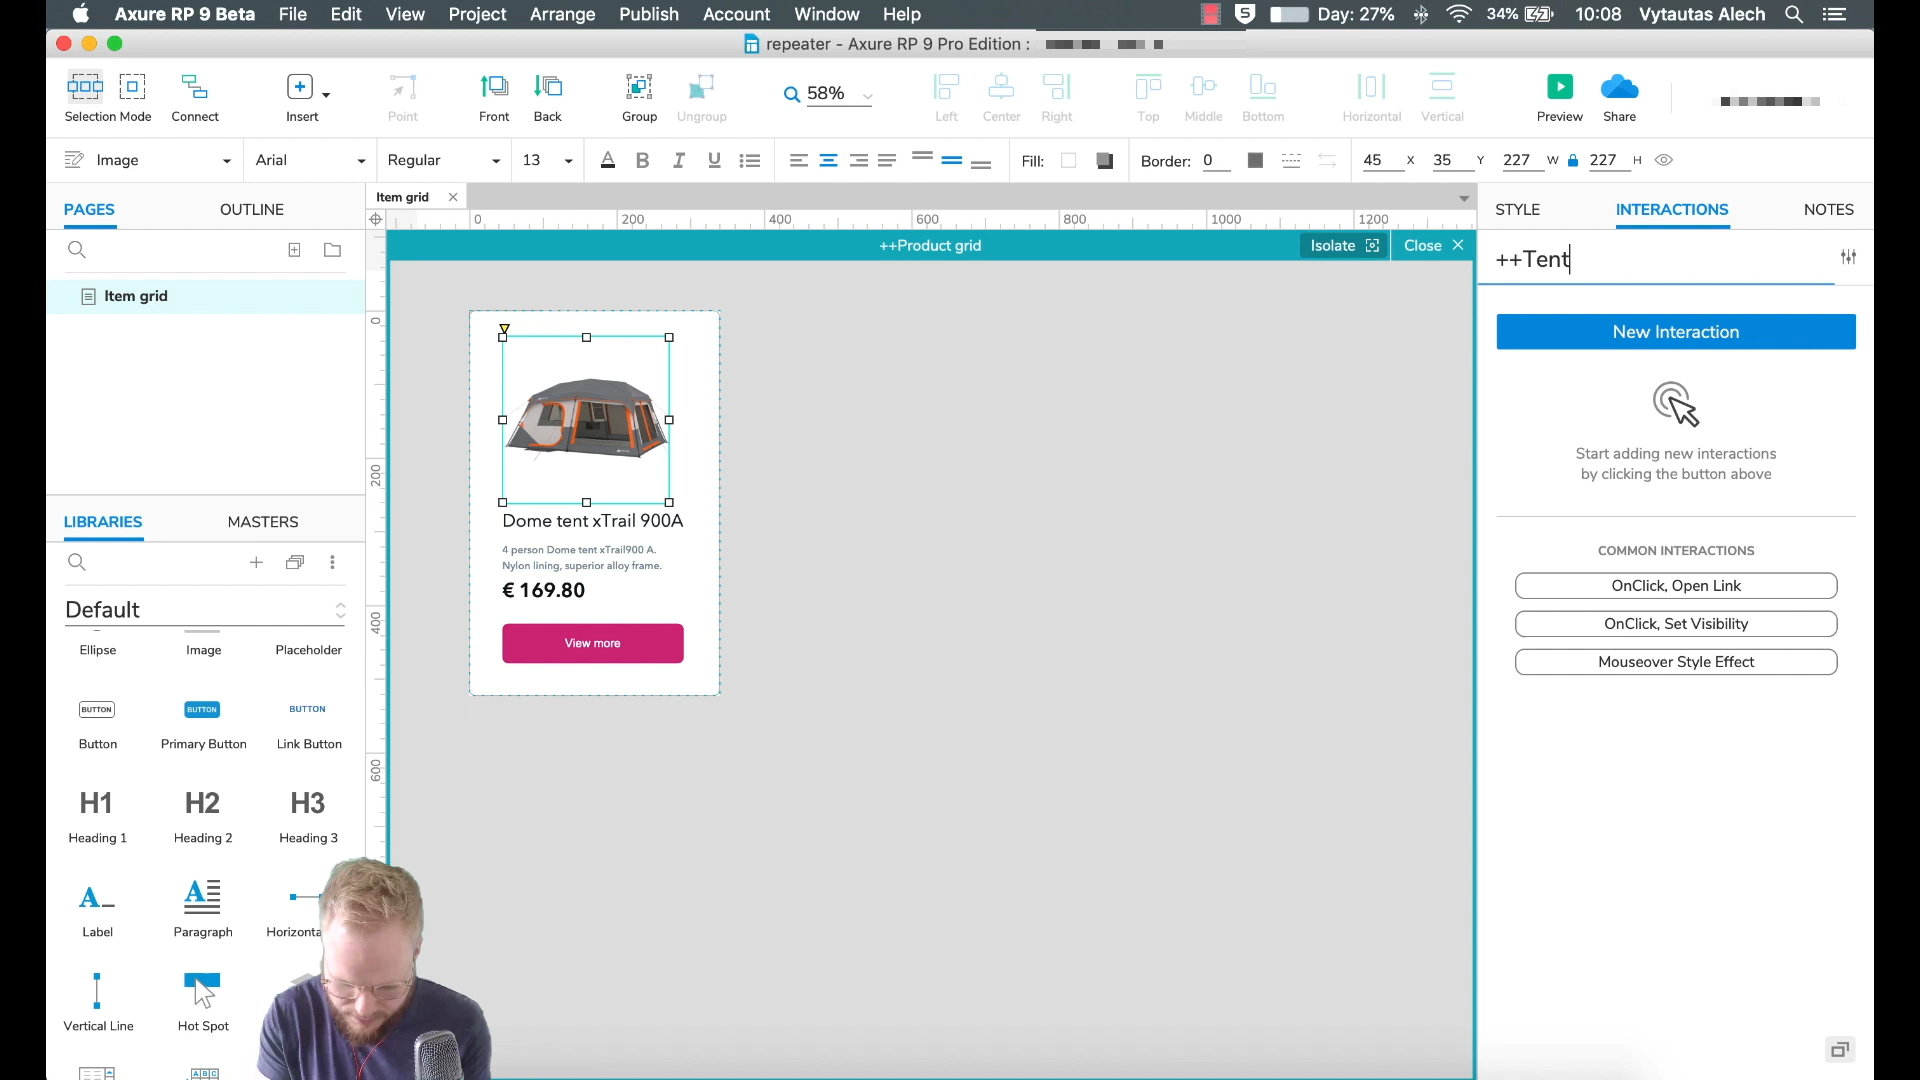 Axure RP 9 Beta File Edit View Project Arrange Publish Account Window Help
5 Day: 27% 34% 10:08 Vytautas Alech
repeater - Axure RP 9 Pro Edition :
Selection Mode Connect Insert Point Front Back Group Ungroup 58% Left Center Right Top Middle Bottom Horizontal Vertical Preview Share
Image Arial Regular 13 A B I U Fill: Border: 0 45 X 35 Y 227 W 227 H
PAGES OUTLINE
Item grid
Item grid
0 200 400 600 800 1000 1200
0
200
400
600
++Product grid Isolate Close
Dome tent xTrail 900A
4 person Dome tent xTrail900 A.
Nylon lining, superior alloy frame.
€ 169.80
View more
LIBRARIES MASTERS
Default
Ellipse Image Placeholder
BUTTON BUTTON BUTTON
Button Primary Button Link Button
H1 H2 H3
Heading 1 Heading 2 Heading 3
A A
Label Paragraph Horizonta
Vertical Line Hot Spot
ABC
STYLE INTERACTIONS NOTES
++Tent
New Interaction
Start adding new interactions
by clicking the button above
COMMON INTERACTIONS
OnClick, Open Link
OnClick, Set Visibility
Mouseover Style Effect